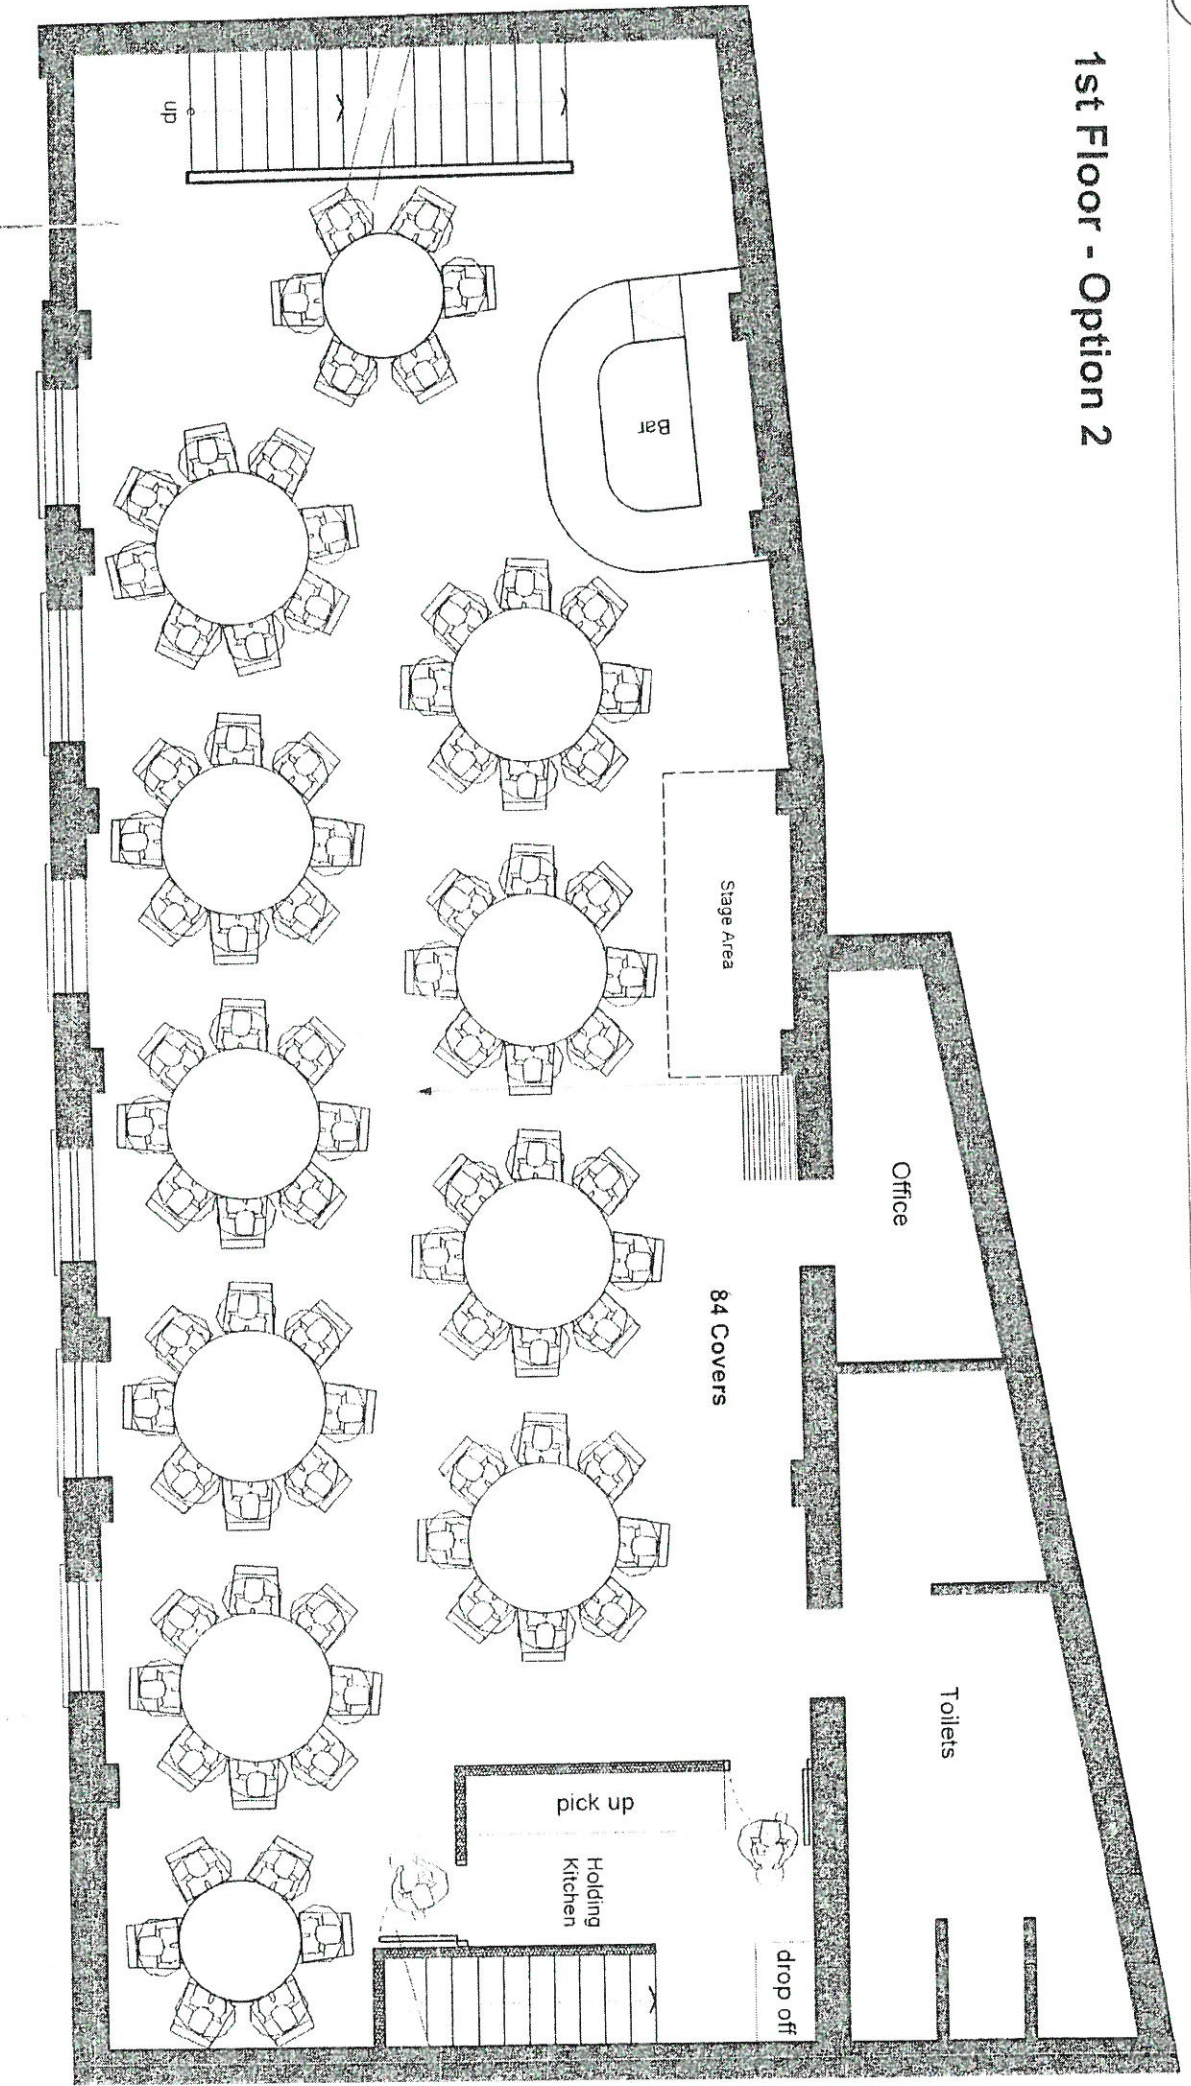 1st Floor - Option 2
up
Bar
Stage Area
Office
84 Covers
Toilets
pick up
Holding
Kitchen
drop off